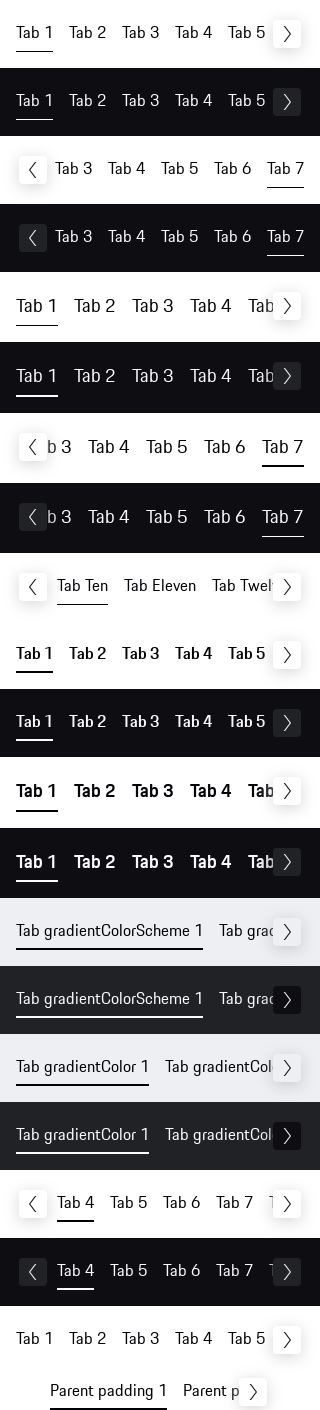 Tab 1 Tab 2 Tab 3 Tab 4 Tab 5
Tab 1 Tab 2 Tab 3 Tab 4 Tab 5
Tab 3 Tab 4 Tab 5 Tab 6 Tab 7
Tab 3 Tab 4 Tab 5 Tab 6 Tab 7
Tab 1 Tab 2 Tab 3 Tab 4 Tab
Tab 1 Tab 2 Tab 3 Tab 4 Tab
b 3 Tab 4 Tab 5 Tab 6 Tab 7
b 3 Tab 4 Tab 5 Tab 6 Tab 7
Tab Ten Tab Eleven Tab Twel
Tab 1 Tab 2 Tab 3 Tab 4 Tab 5
Tab 1 Tab 2 Tab 3 Tab 4 Tab 5
Tab 1 Tab 2 Tab 3 Tab 4 Tab
Tab 1 Tab 2 Tab 3 Tab 4 Tab
Tab gradientColorScheme 1 Tab grad
Tab gradientColorScheme 1 Tab grad
Tab gradientColor 1 Tab gradientCol
Tab gradientColor 1 Tab gradientCol
Tab 4 Tab 5 Tab 6 Tab 7
Tab 4 Tab 5 Tab 6 Tab 7
Tab 1 Tab 2 Tab 3 Tab 4 Tab 5
Parent padding 1 Parent p